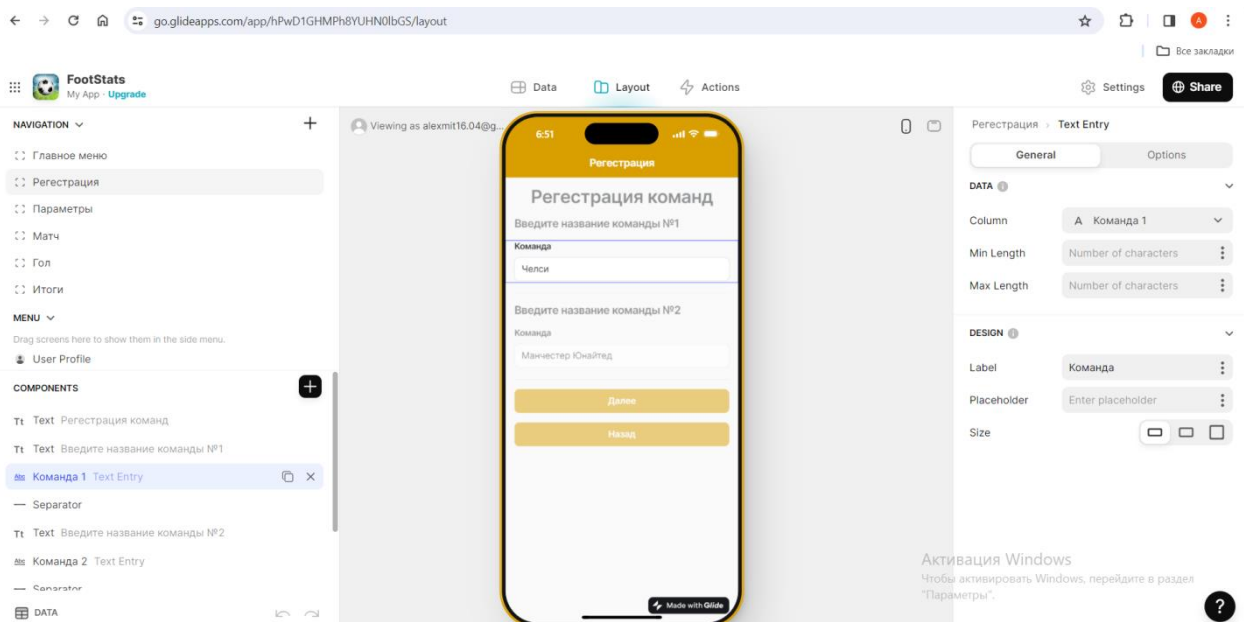 go.glideapps.com/app/hPwD1GHMPh8YUHN0lbGS/layout
A
Все закладки
FootStats
My App · Upgrade
Data
Layout
Actions
Settings
Share
NAVIGATION
Главное меню
Регестрация
Параметры
Матч
Гол
Итоги
MENU
Drag screens here to show them in the side menu.
User Profile
COMPONENTS
Tt Text Регестрация команд
Tt Text Введите название команды №1
Abc Команда 1 Text Entry
Separator
Tt Text Введите название команды №2
Abc Команда 2 Text Entry
Separator
DATA
Viewing as alexmit16.04@g...
6:51
Регестрация
Регестрация команд
Введите название команды №1
Команда
Челси
Введите название команды №2
Команда
Манчестер Юнайтед
Далее
Назад
Made with Glide
Регестрация › Text Entry
General
Options
DATA
Column
A Команда 1
Min Length
Number of characters
Max Length
Number of characters
DESIGN
Label
Команда
Placeholder
Enter placeholder
Size
Активация Windows
Чтобы активировать Windows, перейдите в раздел
"Параметры".
?